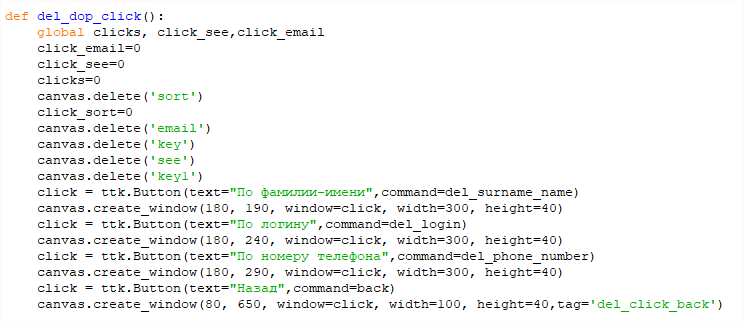 def del_dop_click():
    global clicks, click_see,click_email
    click_email=0
    click_see=0
    clicks=0
    canvas.delete('sort')
    click_sort=0
    canvas.delete('email')
    canvas.delete('key')
    canvas.delete('see')
    canvas.delete('key1')
    click = ttk.Button(text="По фамилии-имени",command=del_surname_name)
    canvas.create_window(180, 190, window=click, width=300, height=40)
    click = ttk.Button(text="По логину",command=del_login)
    canvas.create_window(180, 240, window=click, width=300, height=40)
    click = ttk.Button(text="По номеру телефона",command=del_phone_number)
    canvas.create_window(180, 290, window=click, width=300, height=40)
    click = ttk.Button(text="Назад",command=back)
    canvas.create_window(80, 650, window=click, width=100, height=40,tag='del_click_back')